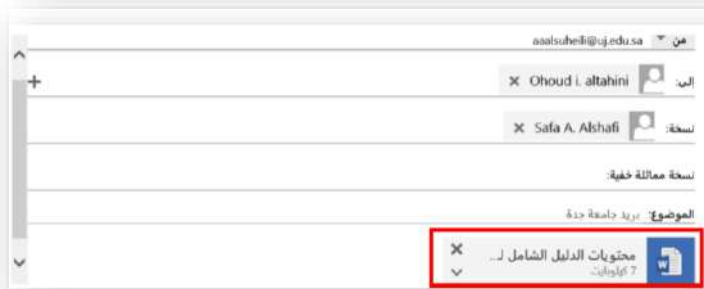 من aaalsuheili@uj.edu.sa
إلى: Ohoud i. altahini
نسخة: Safa A. Alshafi
نسخة مماثلة خفية:
الموضوع: بريد جامعة جدة
محتويات الدليل الشامل لـ...
7 كيلوبايت